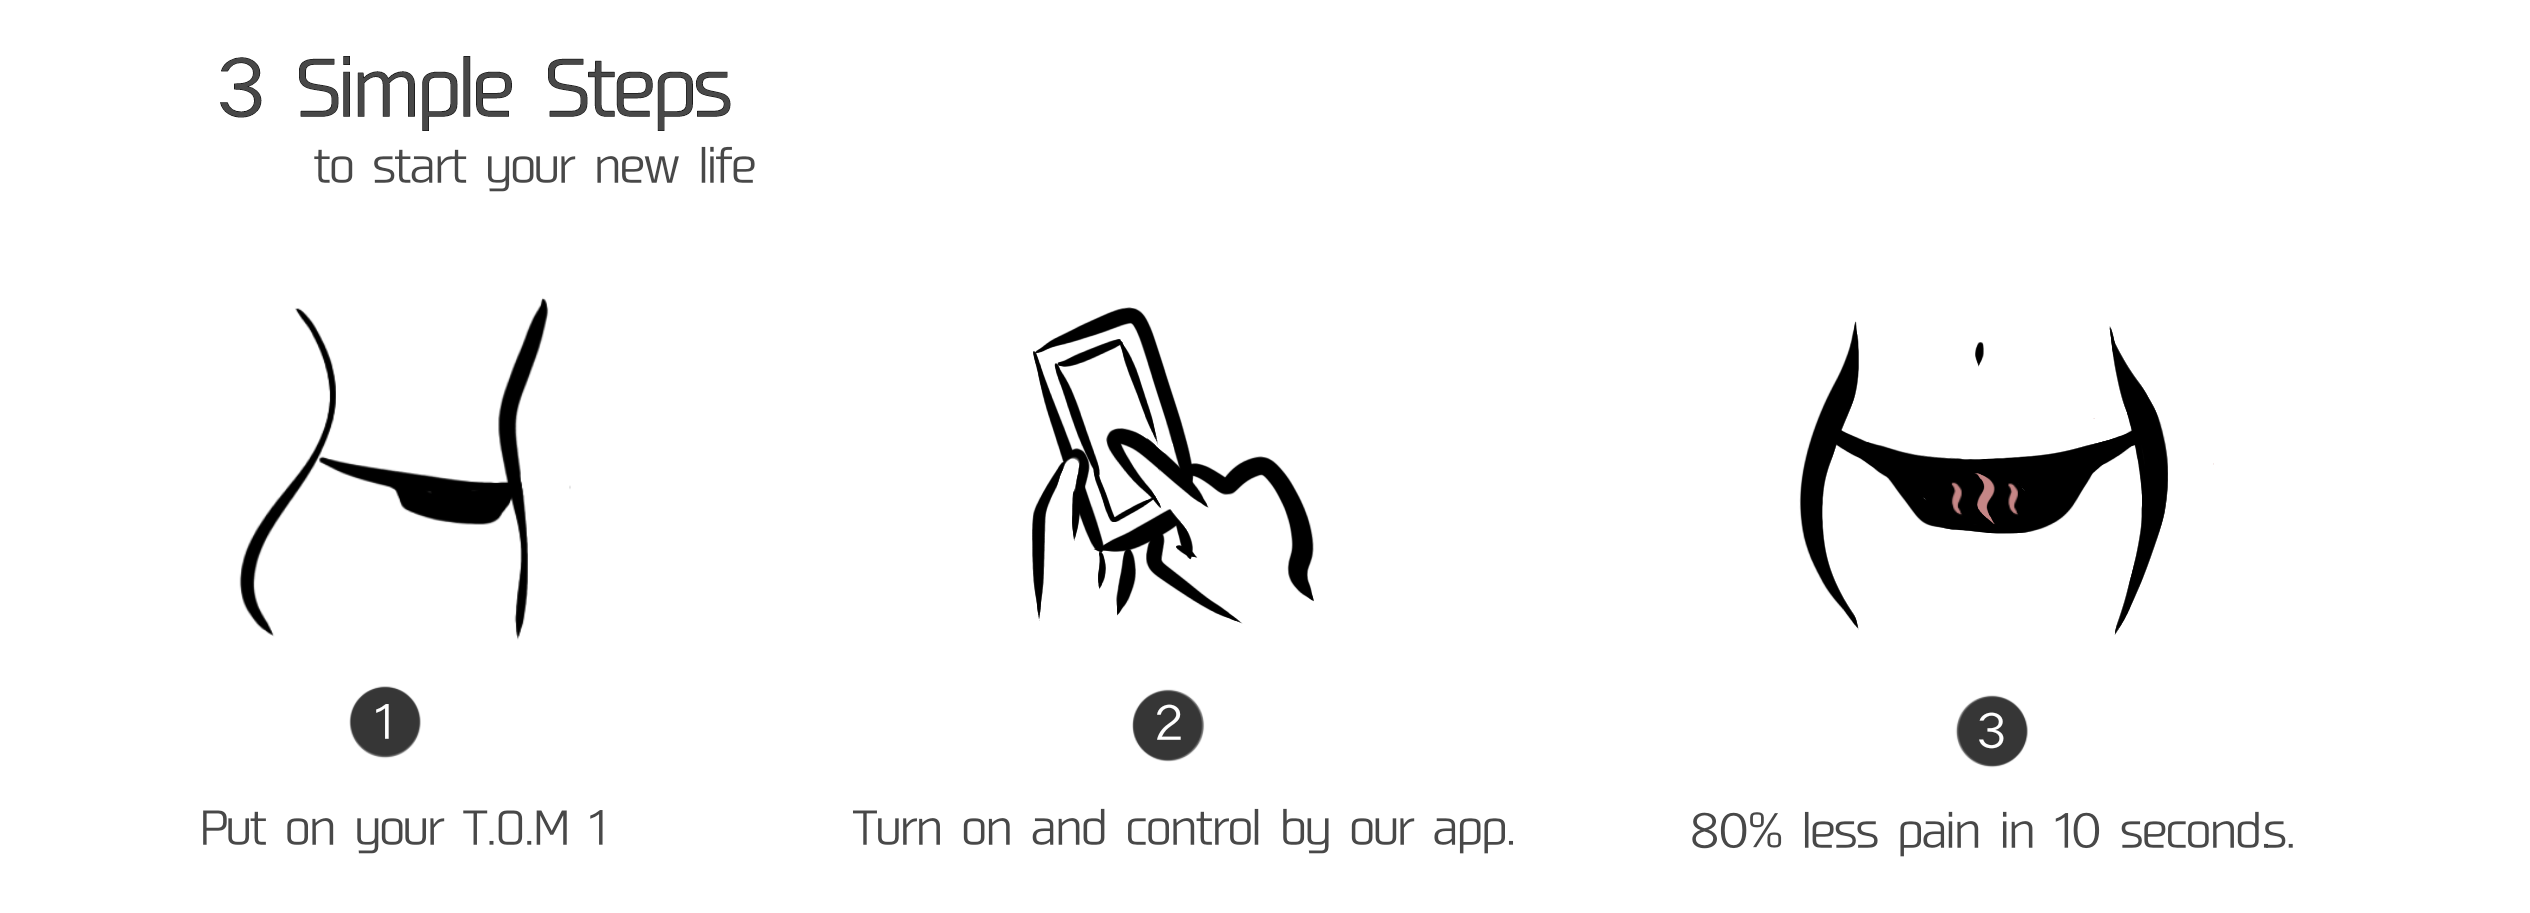 3 Simple Steps
to start your new life
1
2
3
Put on your T.O.M 1
Turn on and control by our app.
80% less pain in 10 seconds.